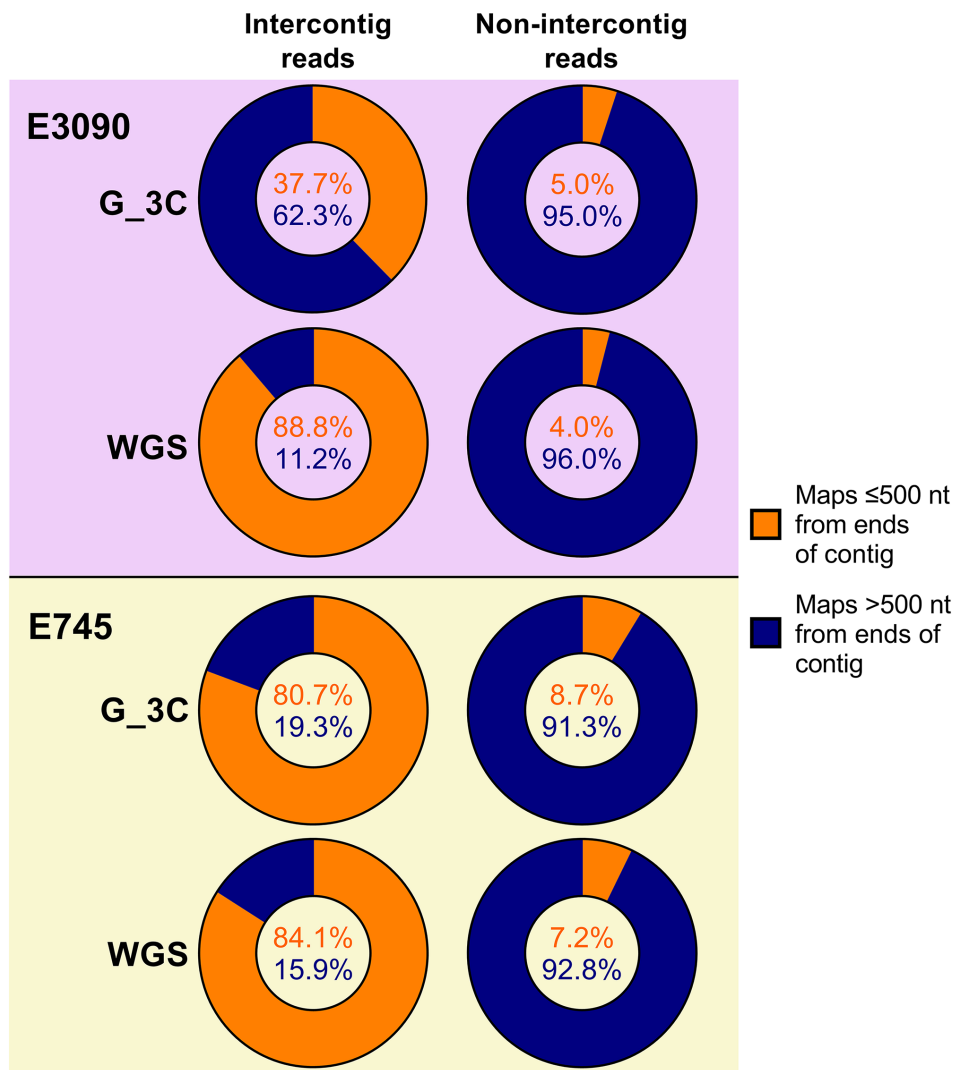 Intercontig
reads
Non-intercontig
reads
E3090
G_3C
37.7%
62.3%
5.0%
95.0%
WGS
88.8%
11.2%
4.0%
96.0%
Maps ≤500 nt
from ends
of contig
Maps >500 nt
from ends of
contig
E745
G_3C
80.7%
19.3%
8.7%
91.3%
WGS
84.1%
15.9%
7.2%
92.8%